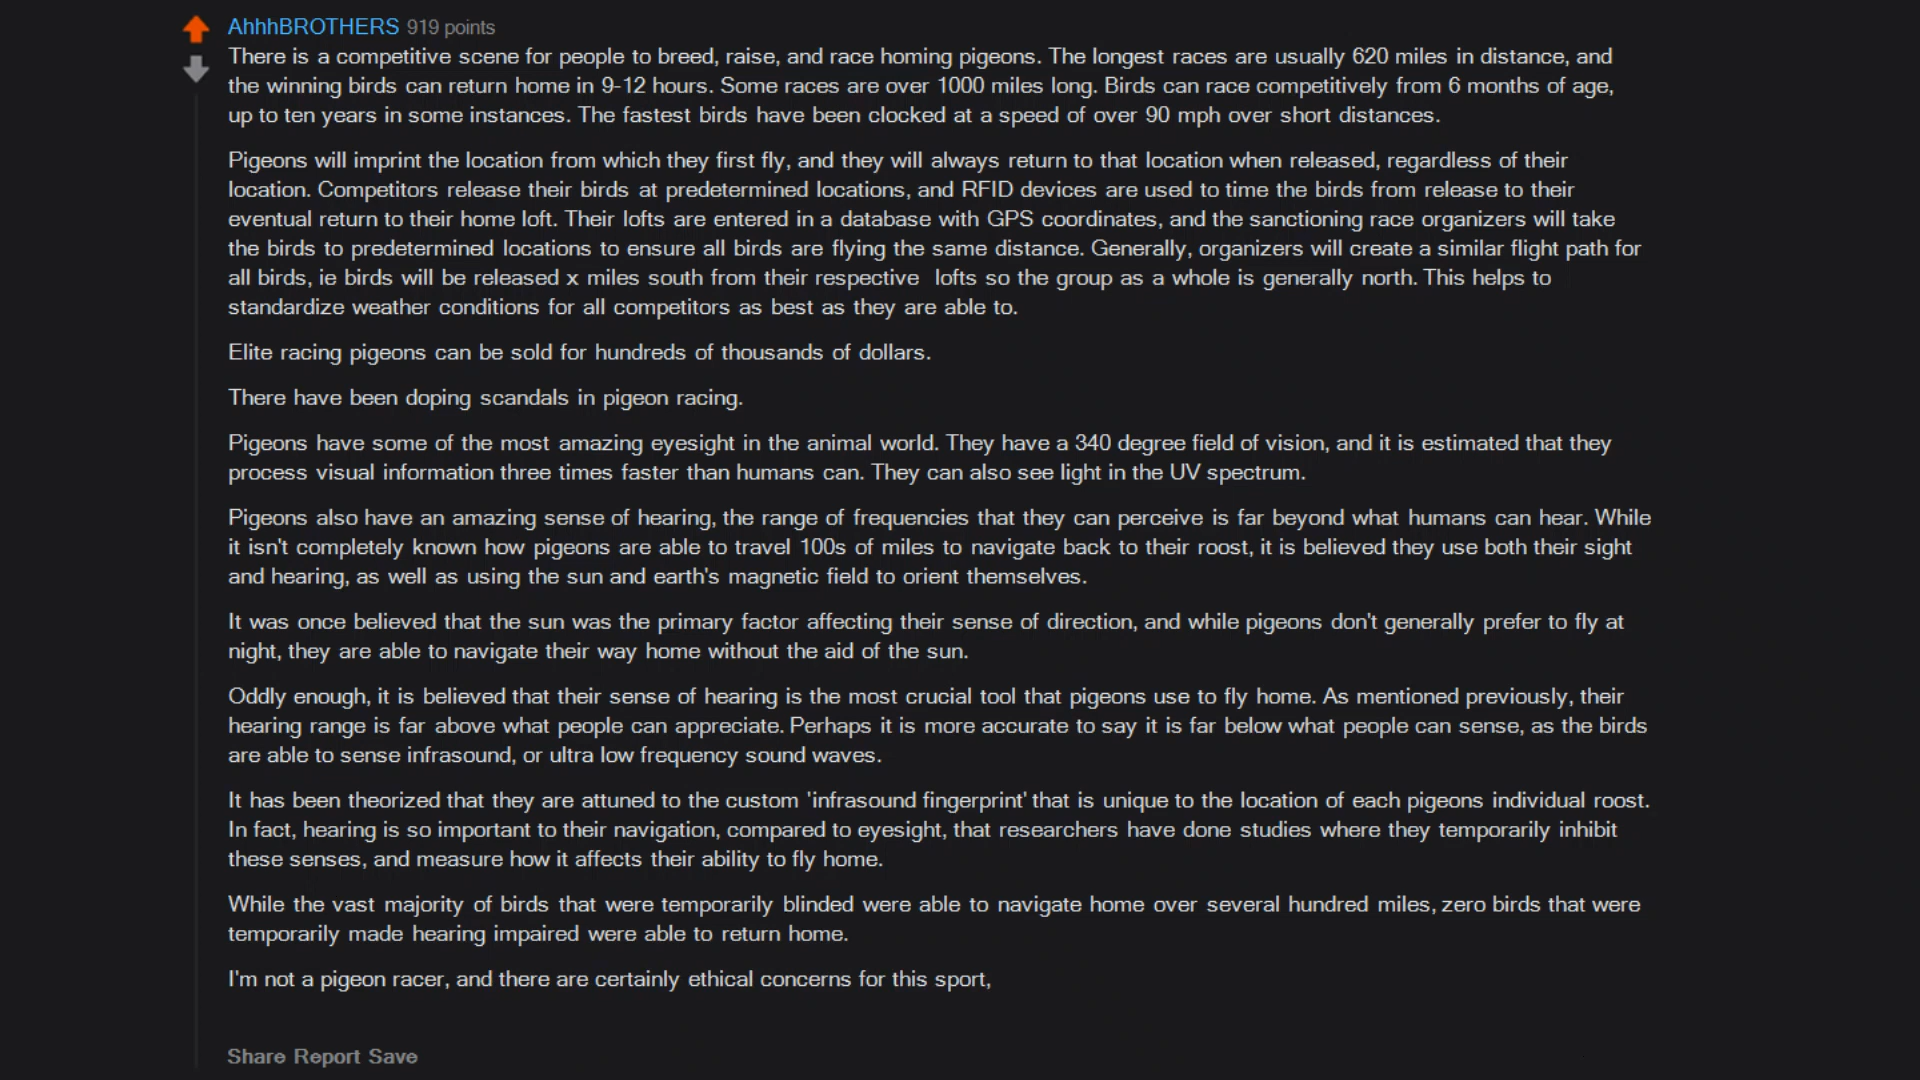 AhhhBROTHERS 919 points
There is a competitive scene for people to breed, raise, and race homing pigeons. The longest races are usually 620 miles in distance, and
the winning birds can return home in 9-12 hours. Some races are over 1000 miles long. Birds can race competitively from 6 months of age,
up to ten years in some instances. The fastest birds have been clocked at a speed of over 90 mph over short distances.
Pigeons will imprint the location from which they first fly, and they will always return to that location when released, regardless of their
location. Competitors release their birds at predetermined locations, and RFID devices are used to time the birds from release to their
eventual return to their home loft. Their lofts are entered in a database with GPS coordinates, and the sanctioning race organizers will take
the birds to predetermined locations to ensure all birds are flying the same distance. Generally, organizers will create a similar flight path for
all birds, ie birds will be released x miles south from their respective lofts so the group as a whole is generally north. This helps to
standardize weather conditions for all competitors as best as they are able to.
Elite racing pigeons can be sold for hundreds of thousands of dollars.
There have been doping scandals in pigeon racing.
Pigeons have some of the most amazing eyesight in the animal world. They have a 340 degree field of vision, and it is estimated that they
process visual information three times faster than humans can. They can also see light in the UV spectrum.
Pigeons also have an amazing sense of hearing, the range of frequencies that they can perceive is far beyond what humans can hear. While
it isn't completely known how pigeons are able to travel 100s of miles to navigate back to their roost, it is believed they use both their sight
and hearing, as well as using the sun and earth's magnetic field to orient themselves.
It was once believed that the sun was the primary factor affecting their sense of direction, and while pigeons don't generally prefer to fly at
night, they are able to navigate their way home without the aid of the sun.
Oddly enough, it is believed that their sense of hearing is the most crucial tool that pigeons use to fly home. As mentioned previously, their
hearing range is far above what people can appreciate. Perhaps it is more accurate to say it is far below what people can sense, as the birds
are able to sense infrasound, or ultra low frequency sound waves.
It has been theorized that they are attuned to the custom 'infrasound fingerprint' that is unique to the location of each pigeons individual roost.
In fact, hearing is so important to their navigation, compared to eyesight, that researchers have done studies where they temporarily inhibit
these senses, and measure how it affects their ability to fly home.
While the vast majority of birds that were temporarily blinded were able to navigate home over several hundred miles, zero birds that were
temporarily made hearing impaired were able to return home.
I'm not a pigeon racer, and there are certainly ethical concerns for this sport,
Share Report Save